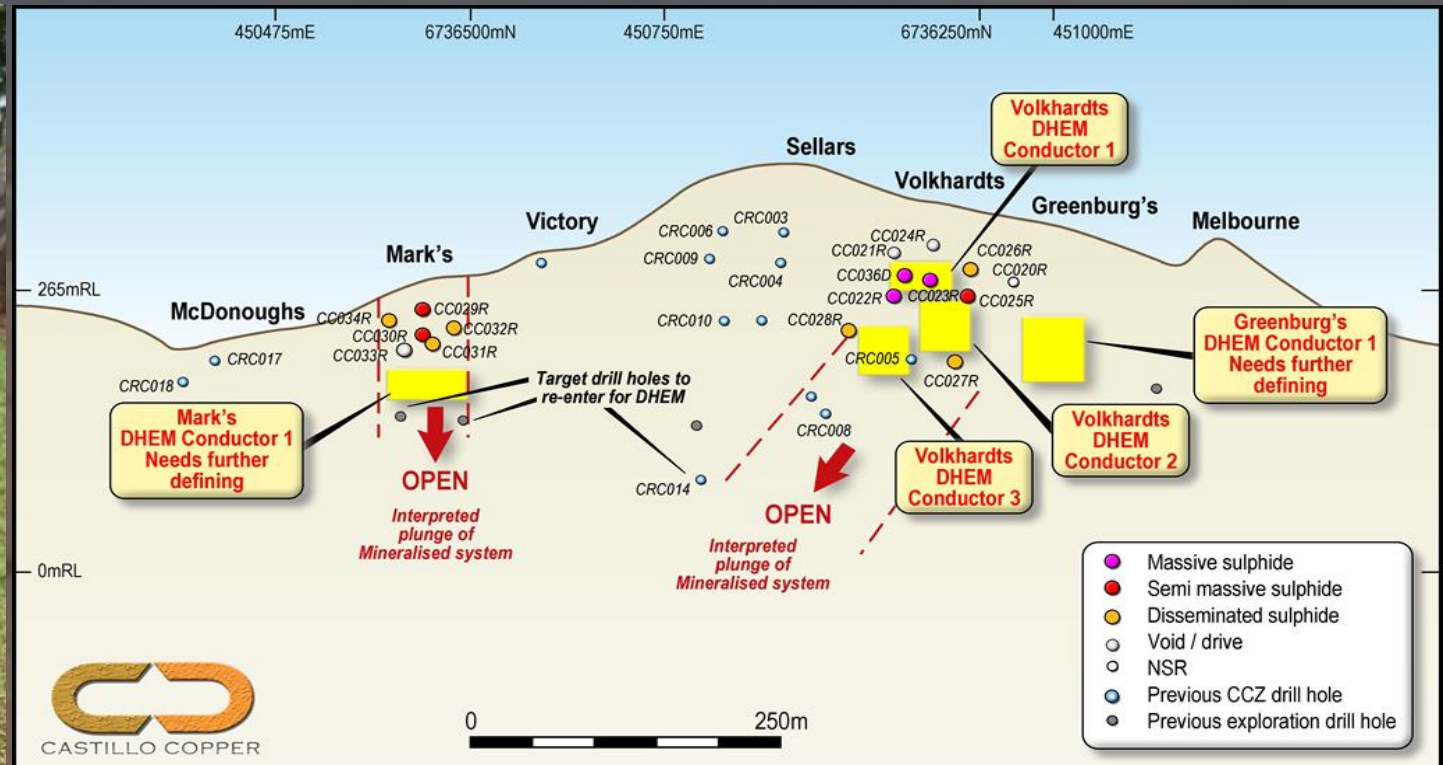 450475mE
6736500mN
450750mE
6736250mN
451000mE
Volkhardts
DHEM
Conductor 1
Sellars
Volkhardts
Greenburg's
Melbourne
Victory
Mark's
McDonoughs
265mRL
0mRL
CRC006
CRC003
CRC009
CRC004
CRC010
CC024R
CC021R
CC026R
CC036D
CC020R
CC022R
CC023R
CC025R
CC028R
CRC005
CC027R
CRC008
CC029R
CC034R
CC030R
CC032R
CC033R
CC031R
CRC017
CRC018
CRC014
Target drill holes to
re-enter for DHEM
Mark's
DHEM Conductor 1
Needs further
defining
Greenburg's
DHEM Conductor 1
Needs further
defining
Volkhardts
DHEM
Conductor 2
Volkhardts
DHEM
Conductor 3
OPEN
Interpreted
plunge of
Mineralised system
OPEN
Interpreted
plunge of
Mineralised system
Massive sulphide
Semi massive sulphide
Disseminated sulphide
Void / drive
NSR
Previous CCZ drill hole
Previous exploration drill hole
0
250m
CASTILLO COPPER